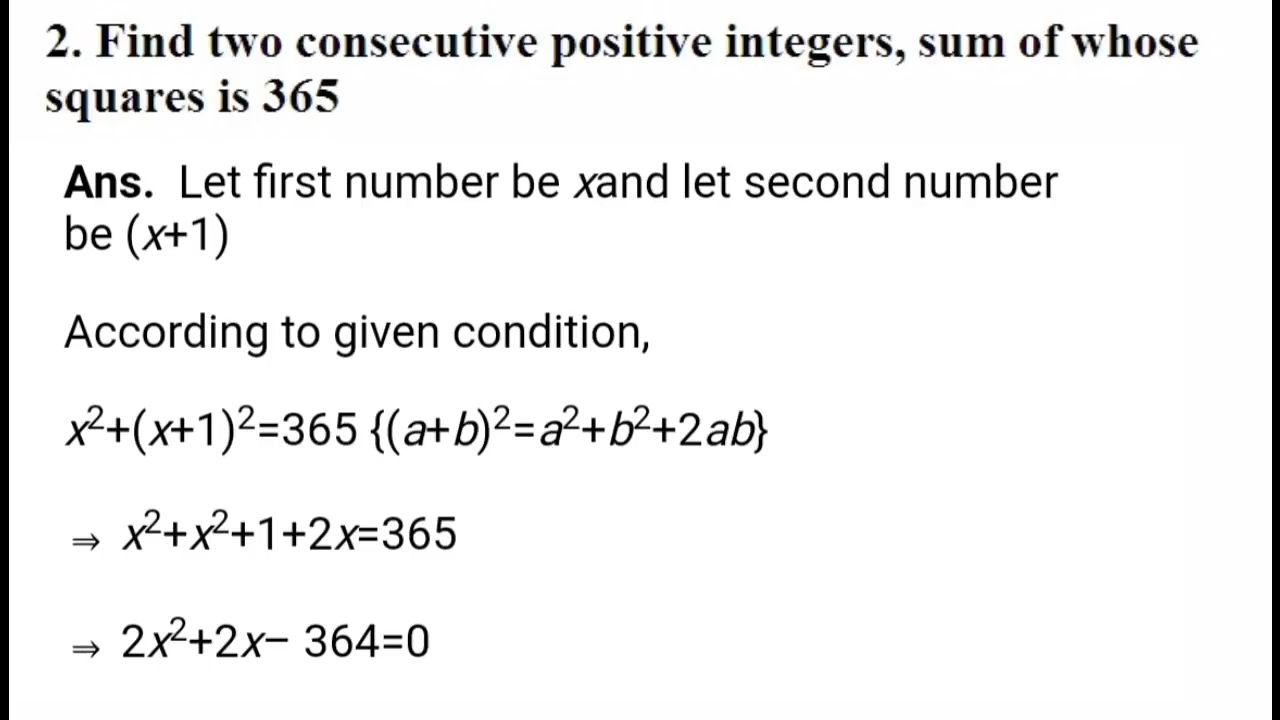 2. Find two consecutive positive integers, sum of whose
squares is 365
Ans. Let first number be xand let second number
be (x+1)
According to given condition,
x²+(x+1)²=365 {(a+b)²=a²+b²+2ab}
⇒ x²+x²+1+2x=365
⇒ 2x²+2x– 364=0